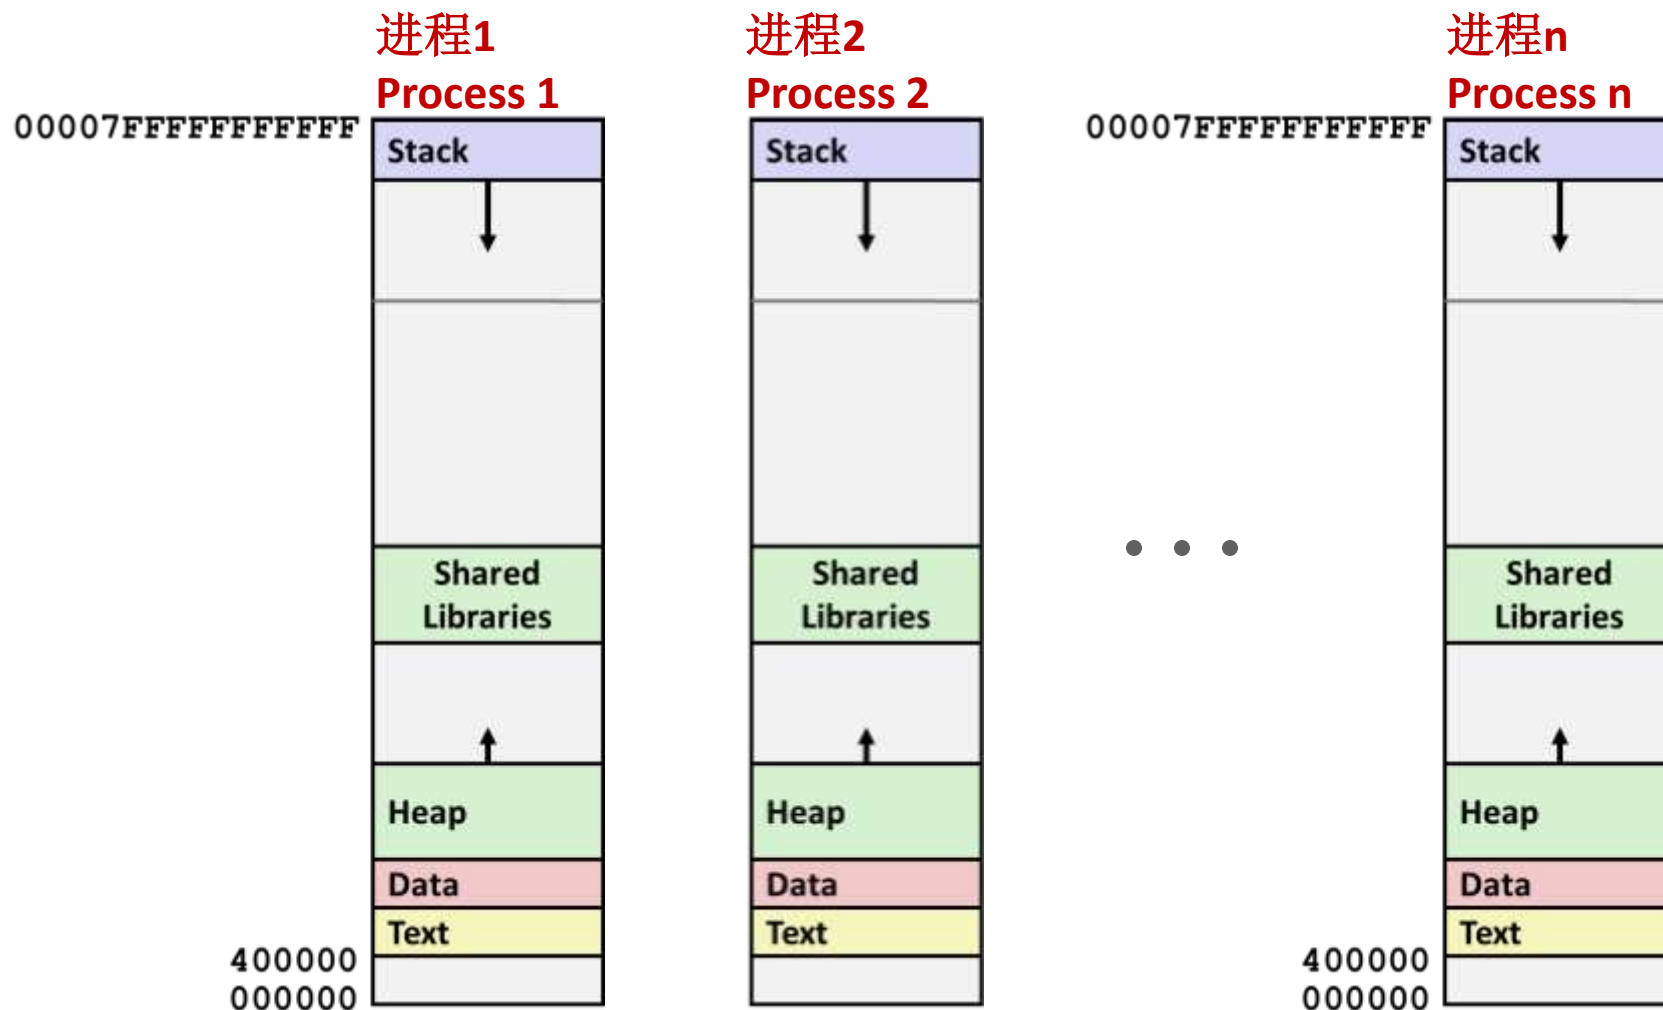 进程1
Process 1
进程2
Process 2
进程n
Process n
00007FFFFFFFFFFF
Stack
Shared
Libraries
Heap
Data
Text
400000
000000
Stack
Shared
Libraries
Heap
Data
Text
00007FFFFFFFFFFF
Stack
Shared
Libraries
Heap
Data
Text
400000
000000